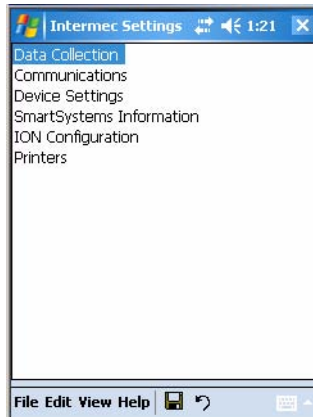 Intermec Settings 1:21
Data Collection
Communications
Device Settings
SmartSystems Information
ION Configuration
Printers
File Edit View Help